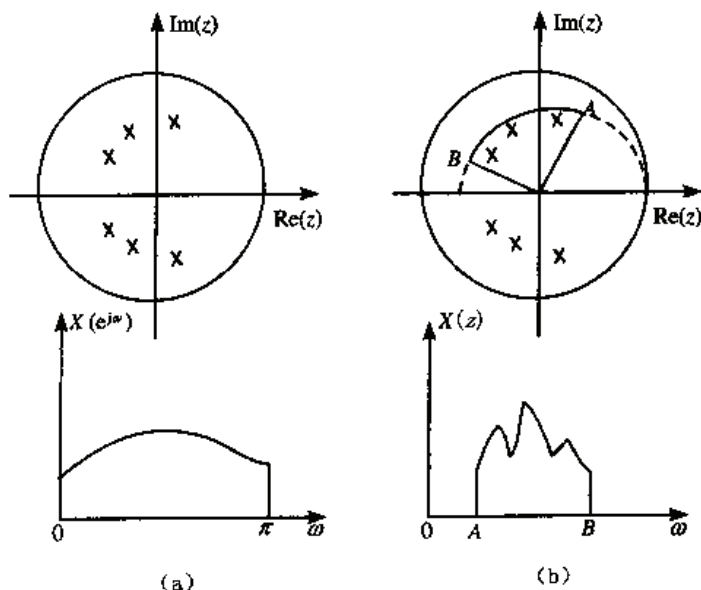 Im(z)
Re(z)
X(e^{jω})
0
π
ω
(a)
Im(z)
A
B
Re(z)
X(z)
0
A
B
ω
(b)